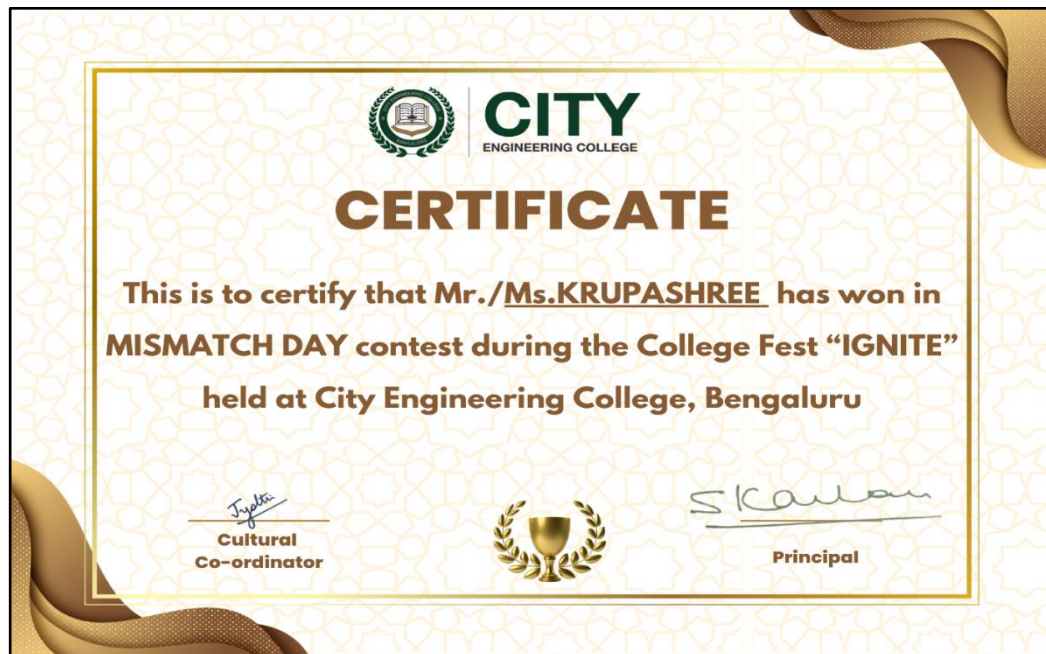 CITY
ENGINEERING COLLEGE
CERTIFICATE
This is to certify that Mr./Ms.KRUPASHREE has won in
MISMATCH DAY contest during the College Fest “IGNITE”
held at City Engineering College, Bengaluru
Jyothi
Cultural
Co-ordinator
Principal